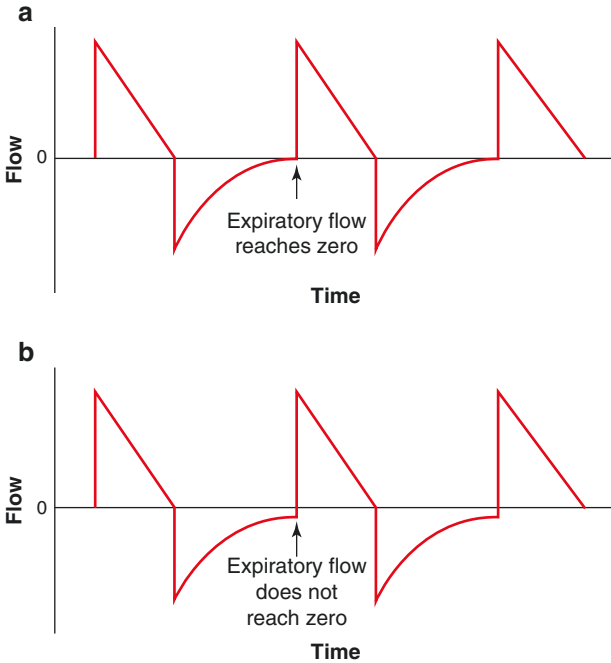 a
Flow
0
Expiratory flow
reaches zero
Time
b
Flow
0
Expiratory flow
does not
reach zero
Time